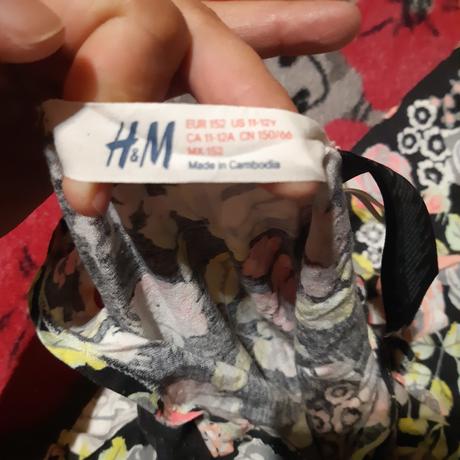 H&M
EUR 152 US 11-12Y
CA 11-12A CN 150/66
MX 152
Made in Cambodia